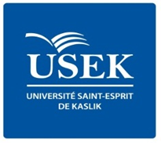 USEK
UNIVERSITÉ SAINT-ESPRIT
DE KASLIK